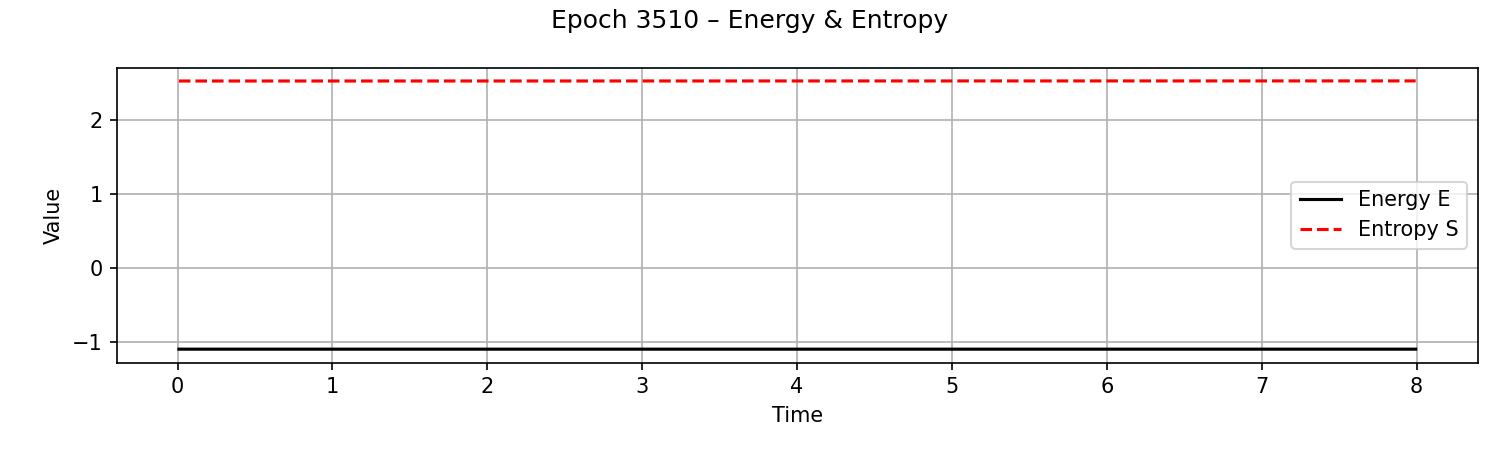 Epoch 3510 – Energy & Entropy
Value
2
1
0
−1
Energy E
Entropy S
0 1 2 3 4 5 6 7 8
Time